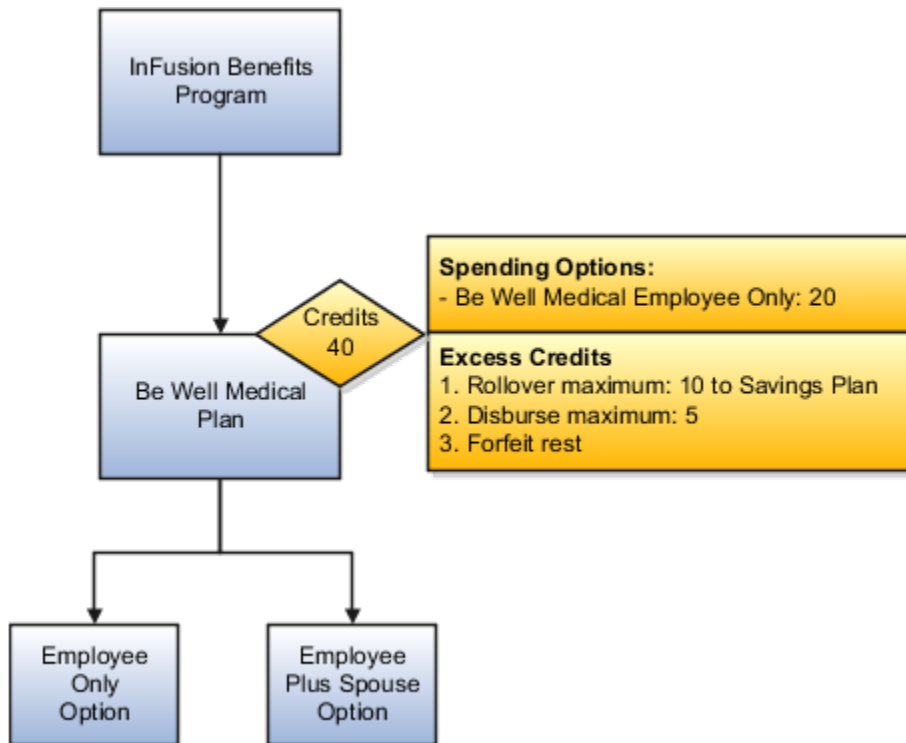 InFusion Benefits
Program
Credits
40
Spending Options:
- Be Well Medical Employee Only: 20
Excess Credits
1. Rollover maximum: 10 to Savings Plan
2. Disburse maximum: 5
3. Forfeit rest
Be Well Medical
Plan
Employee
Only
Option
Employee
Plus Spouse
Option